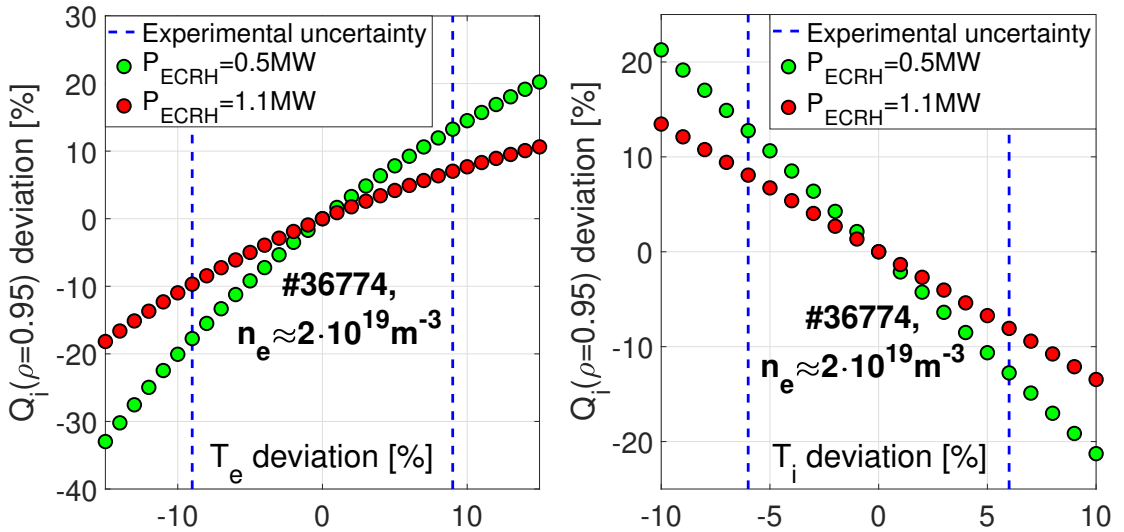 30
20
10
0
-10
-20
-30
-40
Q_i(ρ=0.95) deviation [%]
Experimental uncertainty
P_ECRH=0.5MW
P_ECRH=1.1MW
#36774,
n_e≈2·10^19m^-3
T_e deviation [%]
-10
0
10
20
10
0
-10
-20
Q_i(ρ=0.95) deviation [%]
Experimental uncertainty
P_ECRH=0.5MW
P_ECRH=1.1MW
#36774,
n_e≈2·10^19m^-3
T_i deviation [%]
-10
-5
0
5
10